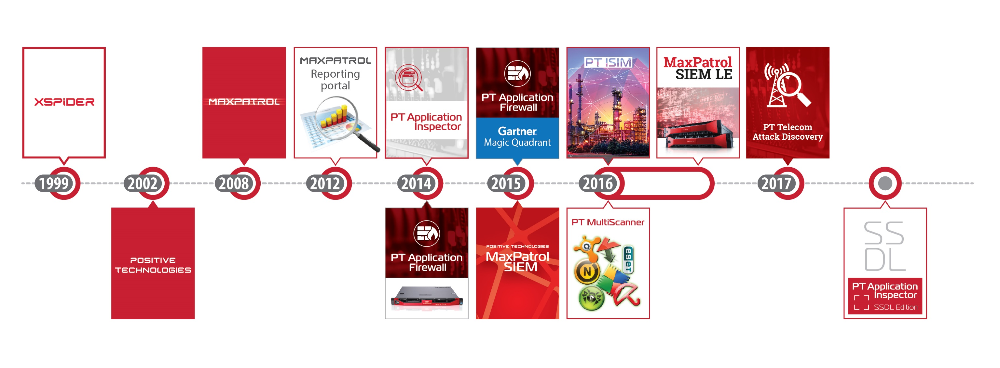 XSPiDER
MAXPATROL
MAXPATROL
Reporting
portal
PT Application
Inspector
PT Application
Firewall
Gartner.
Magic Quadrant
PT ISIM
MaxPatrol
SIEM LE
PT Telecom
Attack Discovery
1999
2002
2008
2012
2014
2015
2016
2017
POSITIVE
TECHNOLOGIES
PT Application
Firewall
POSITIVE TECHNOLOGIES
MaxPatrol
SIEM
PT MultiScanner
a
eseT
N
SS
DL
PT Application
Inspector
SSDL Edition